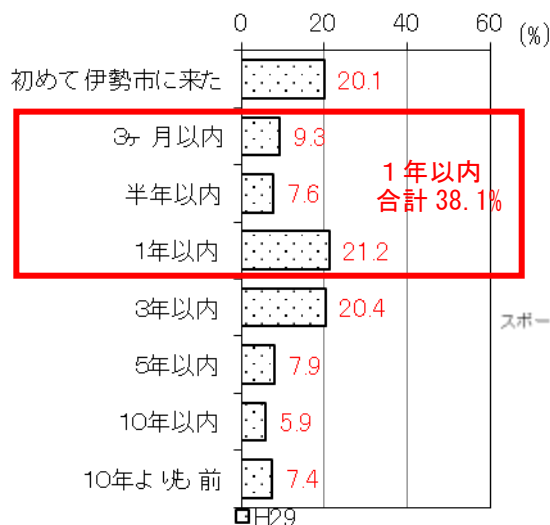 0 20 40 60 (%)
初めて伊勢市に来た 20.1
3ヶ月以内 9.3
半年以内 7.6
1年以内 21.2
1年以内
合計 38.1%
3年以内 20.4
スポー
5年以内 7.9
10年以内 5.9
10年よりも前 7.4
H29